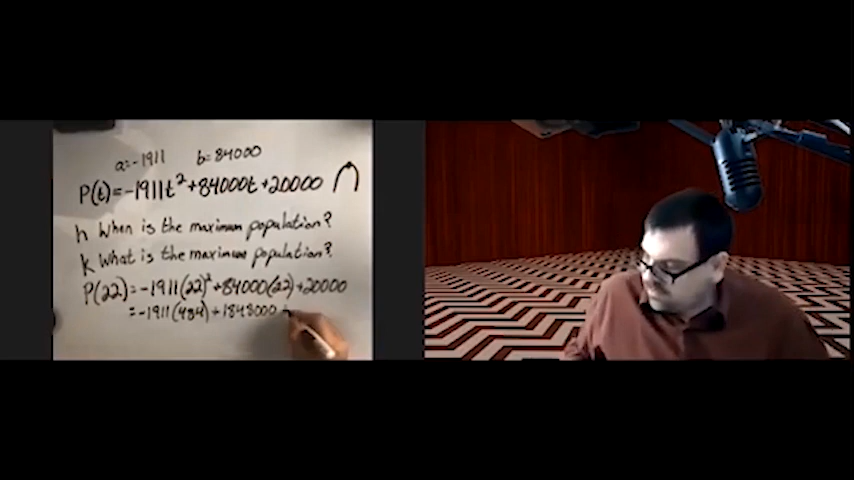 a=-1911 b=84000
P(t)=-1911t²+84000t+20000
h When is the maximum population?
k What is the maximum population?
P(22)=-1911(22)²+84000(22)+20000
=-1911(484)+1848000